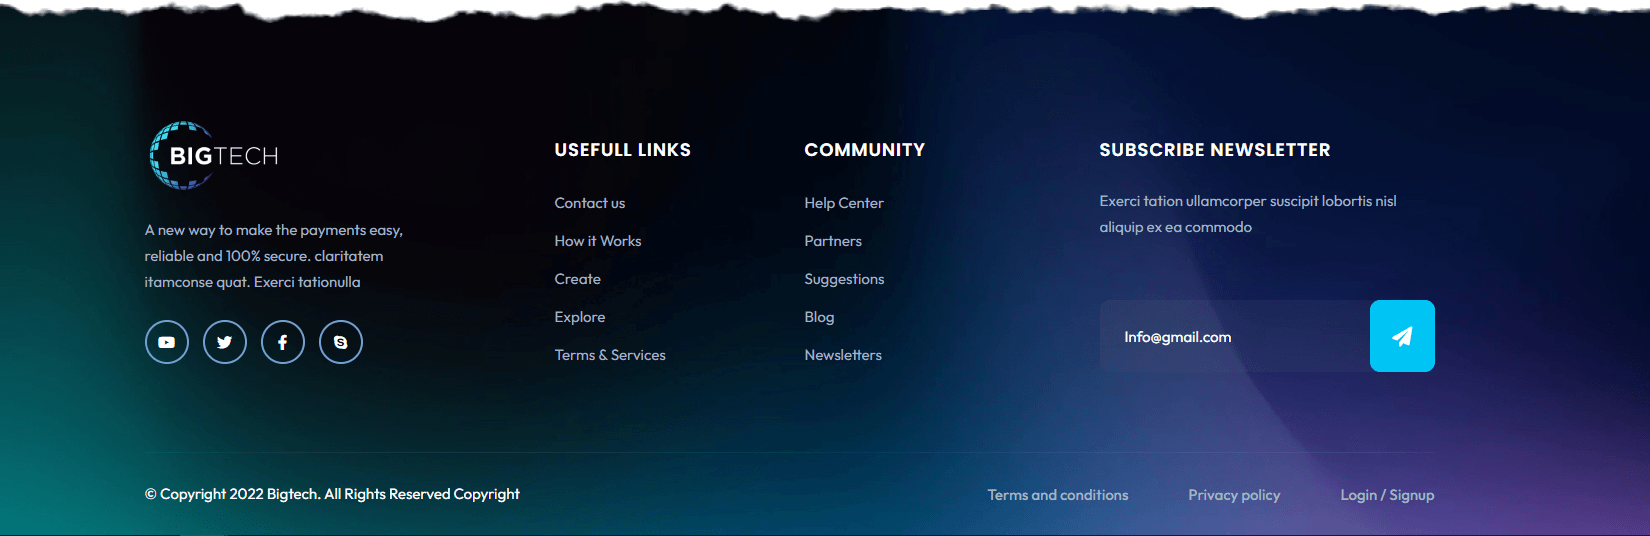 BIGTECH
A new way to make the payments easy,
reliable and 100% secure. claritatem
itamconse quat. Exerci tationulla
USEFULL LINKS
Contact us
How it Works
Create
Explore
Terms & Services
COMMUNITY
Help Center
Partners
Suggestions
Blog
Newsletters
SUBSCRIBE NEWSLETTER
Exerci tation ullamcorper suscipit lobortis nisl
aliquip ex ea commodo
Info@gmail.com
© Copyright 2022 Bigtech. All Rights Reserved Copyright
Terms and conditions
Privacy policy
Login / Signup